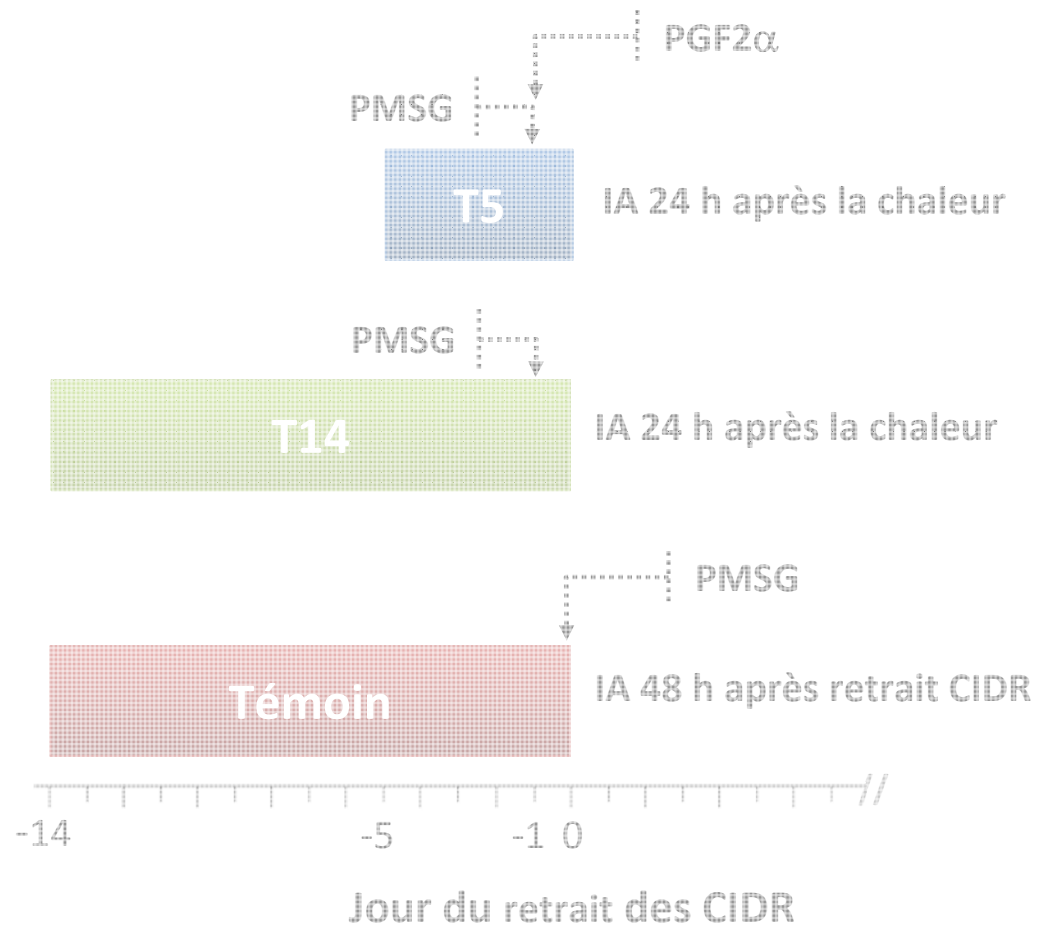 PGF2α
PMSG
T5 IA 24 h après la chaleur
PMSG
T14 IA 24 h après la chaleur
PMSG
Témoin IA 48 h après retrait CIDR
-14 -5 -1 0
Jour du retrait des CIDR